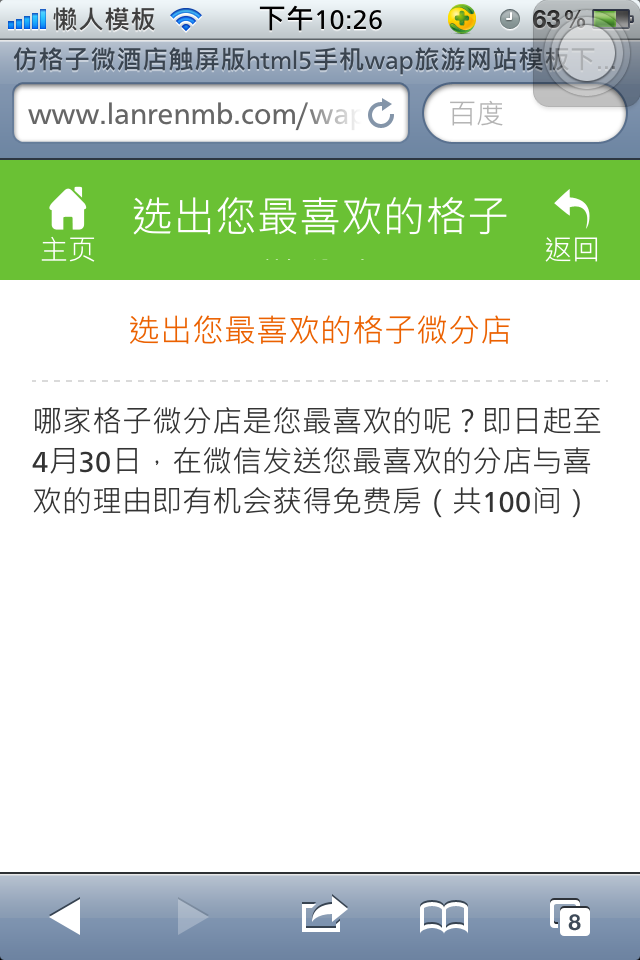 懒人模板 下午10:26 63%
仿格子微酒店触屏版html5手机wap旅游网站模板下...
www.lanrenmb.com/wap 百度
主页 选出您最喜欢的格子 返回
选出您最喜欢的格子微分店
哪家格子微分店是您最喜欢的呢？即日起至
4月30日，在微信发送您最喜欢的分店与喜
欢的理由即有机会获得免费房（共100间）
8